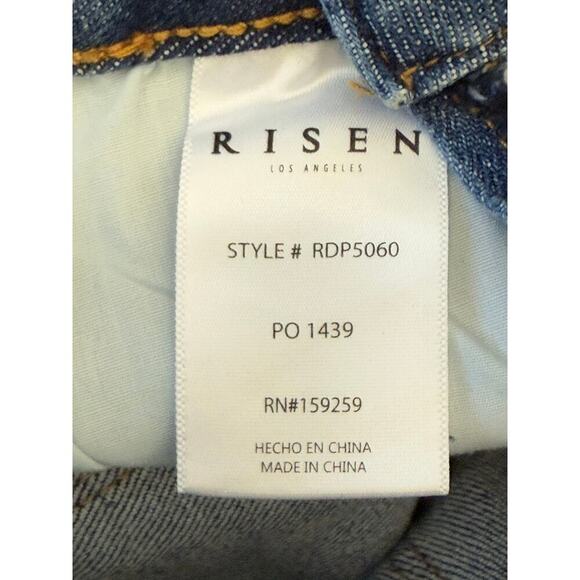 RISEN
LOS ANGELES
STYLE # RDP5060
PO 1439
RN#159259
HECHO EN CHINA
MADE IN CHINA